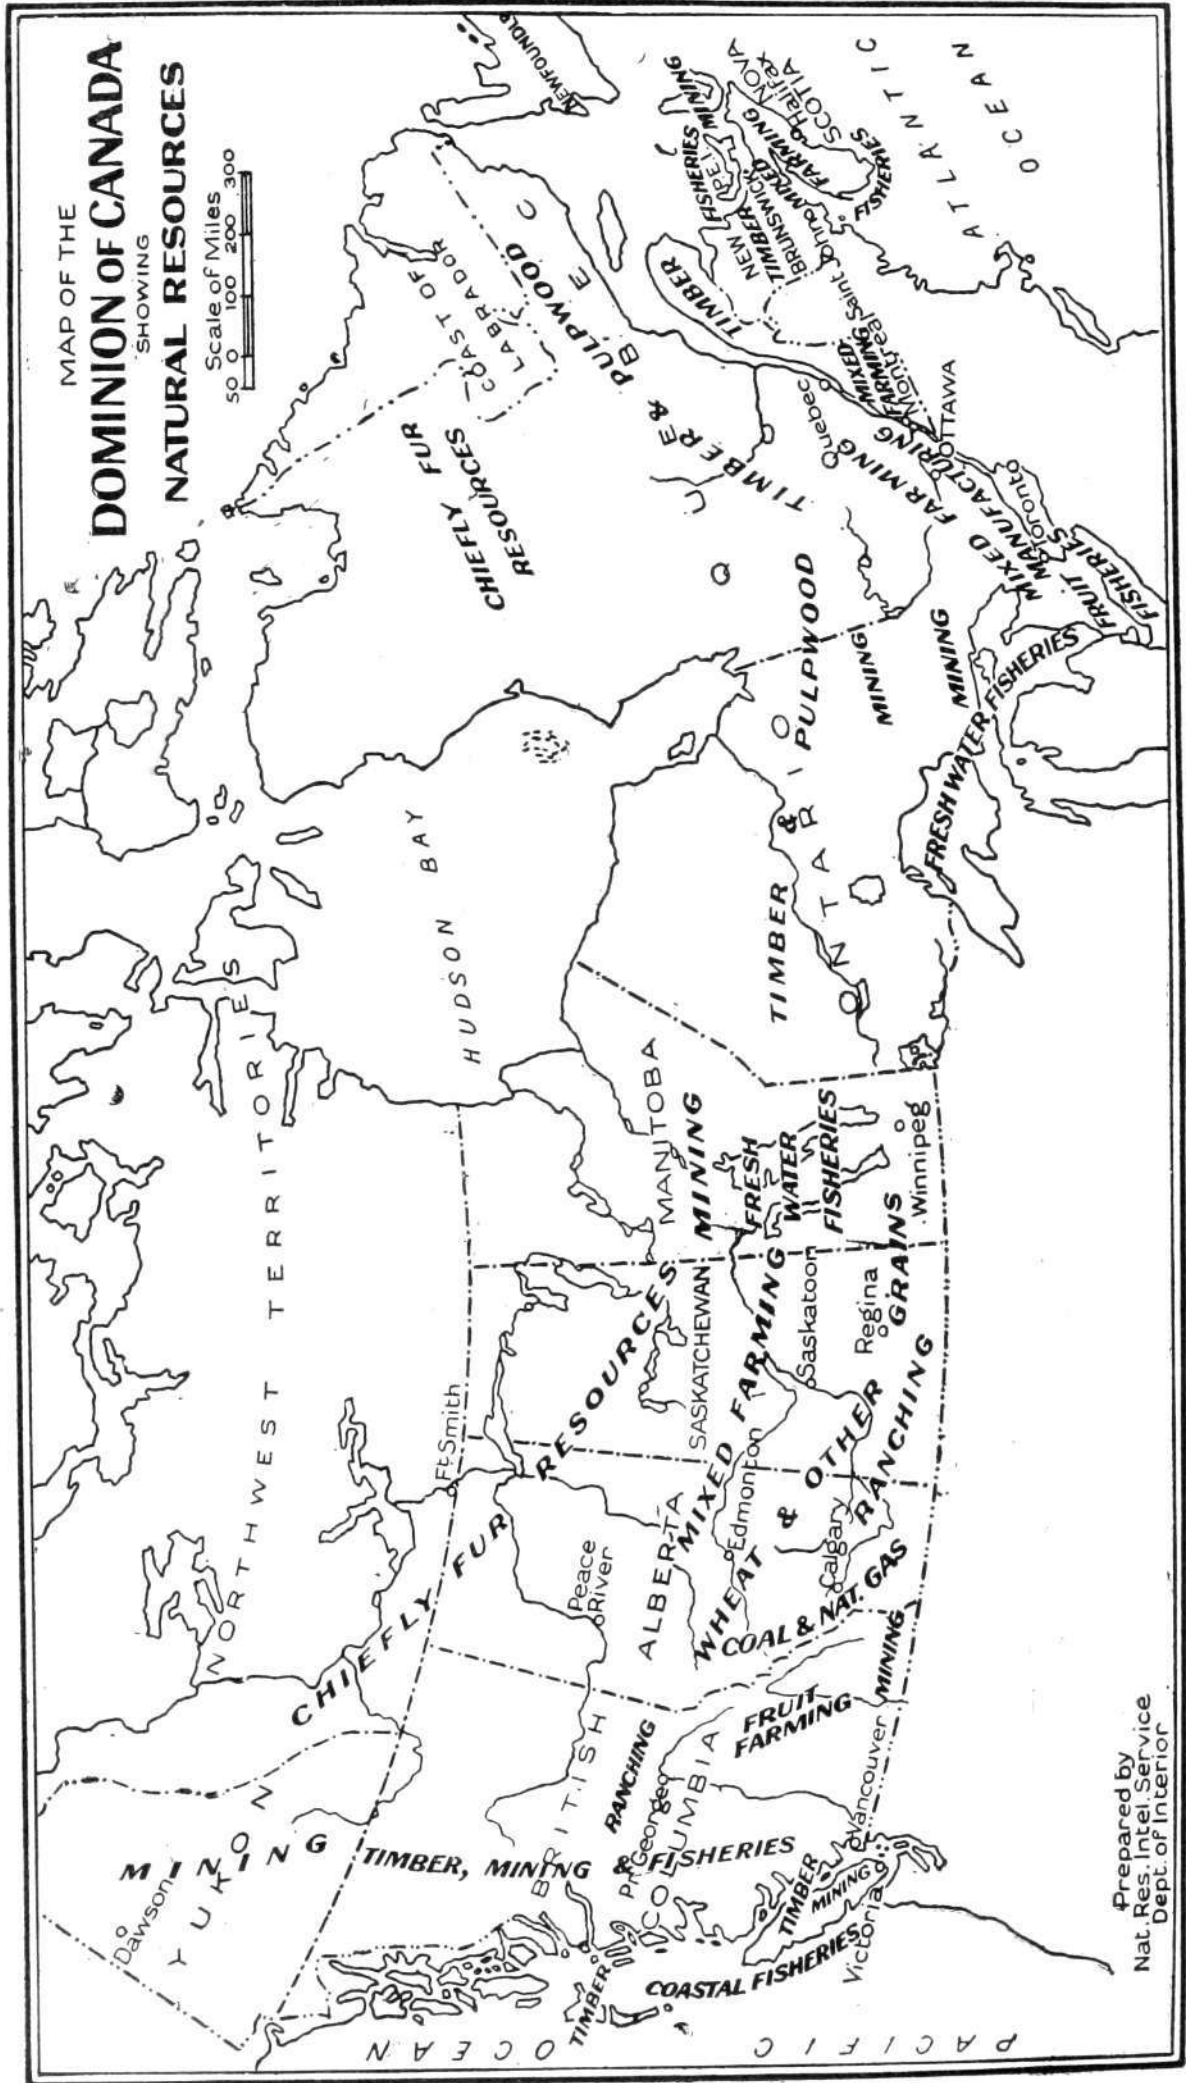 MAP OF THE
DOMINION OF CANADA
SHOWING
NATURAL RESOURCES
Scale of Miles
50 0 100 200 300
NORTHWEST TERRITORIES
YUKON
Dawson
MINING
CHIEFLY FUR RESOURCES
Ft. Smith
HUDSON BAY
CHIEFLY FUR
RESOURCES
COAST OF
LABRADOR
NEWFOUNDL'D
PACIFIC OCEAN
BRITISH
COLUMBIA
TIMBER, MINING & FISHERIES
RANCHING
Pr. George
TIMBER
COASTAL FISHERIES
TIMBER
MINING
Victoria
Vancouver
FRUIT
FARMING
MINING
Peace
River
ALBERTA
Edmonton
Calgary
COAL & NAT. GAS
WHEAT & OTHER GRAINS
MIXED FARMING
RANCHING
SASKATCHEWAN
Saskatoon
Regina
MANITOBA
MINING
FRESH
WATER
FISHERIES
Winnipeg
ONTARIO
TIMBER & PULPWOOD
MINING
MINING
FRESH WATER FISHERIES
QUEBEC
TIMBER & PULPWOOD
Quebec
MIXED FARMING
MANUFACTURING
OTTAWA
Montreal
MIXED
FARMING
Toronto
FRUIT
FISHERIES
TIMBER
NEW
BRUNSWICK
TIMBER
TIMBER
Saint John
FISHERIES
P.E.I.
MINING
MIXED
FARMING
MIXED
FARMING
NOVA
SCOTIA
Halifax
FISHERIES
ATLANTIC
OCEAN
Prepared by
Nat. Res. Intel. Service
Dept. of Interior